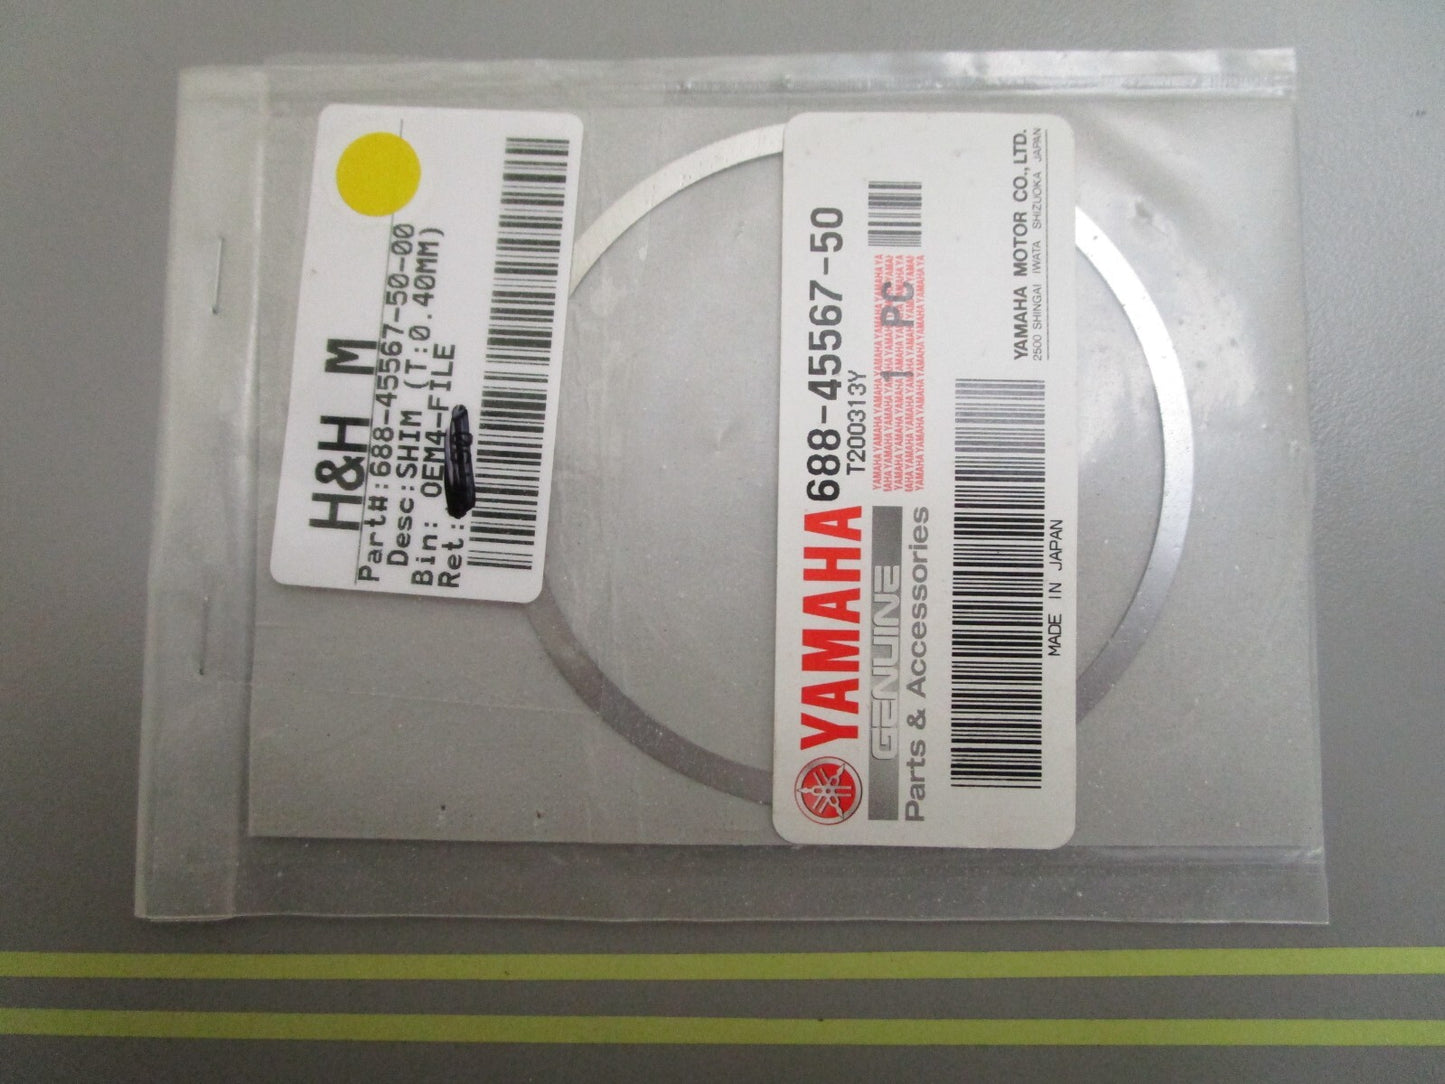 H&H M
Part#:688-45567-50-00
Desc:SHIM (T:0.40MM)
Bin: OEM4-FILE
Ret:
YAMAHA
GENUINE
Parts & Accessories
688-45567-50
T200313Y
1 PC
YAMAHA MOTOR CO.,LTD.
2500 SHINGAI IWATA SHIZUOKA JAPAN
MADE IN JAPAN